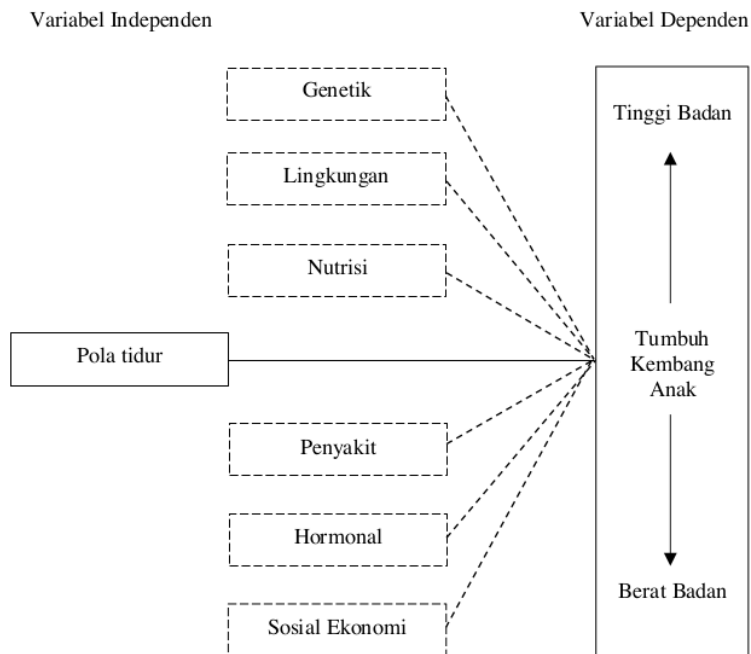 Variabel Independen
Variabel Dependen
Genetik
Tinggi Badan
Lingkungan
Nutrisi
Pola tidur
Tumbuh
Kembang
Anak
Penyakit
Hormonal
Berat Badan
Sosial Ekonomi